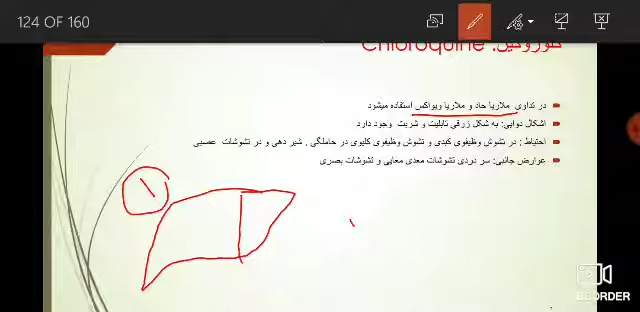 124 OF 160
کلوروکین: Chloroquine
در تداوی ملاریا حاد و ملاریا ویواکس استفاده میشود
اشکال دوایی: به شکل زرقی تابلیت و شربت وجود دارد
احتیاط : در تشوش وظیفوی کبدی و تشوش وظیفوی کلیوی در حاملگی, شیر دهی و در تشوشات عصبی
عوارض جانبی: سر دردی تشوشات معدی معایی و تشوشات بصری